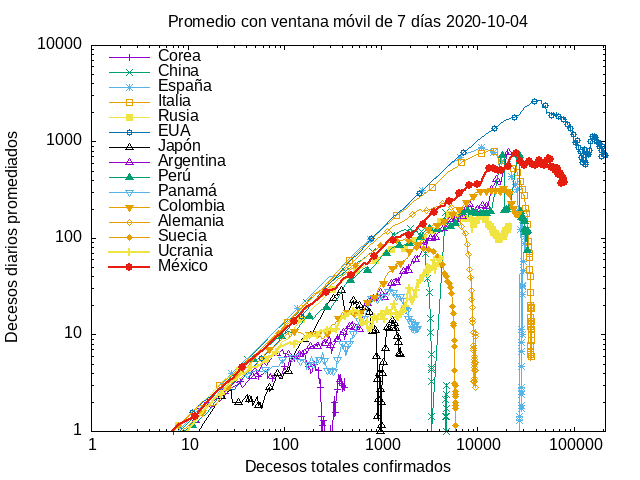 Promedio con ventana móvil de 7 días 2020-10-04
Decesos diarios promediados
10000
1000
100
10
1
Corea
China
España
Italia
Rusia
EUA
Japón
Argentina
Perú
Panamá
Colombia
Alemania
Suecia
Ucrania
México
1 10 100 1000 10000 100000
Decesos totales confirmados